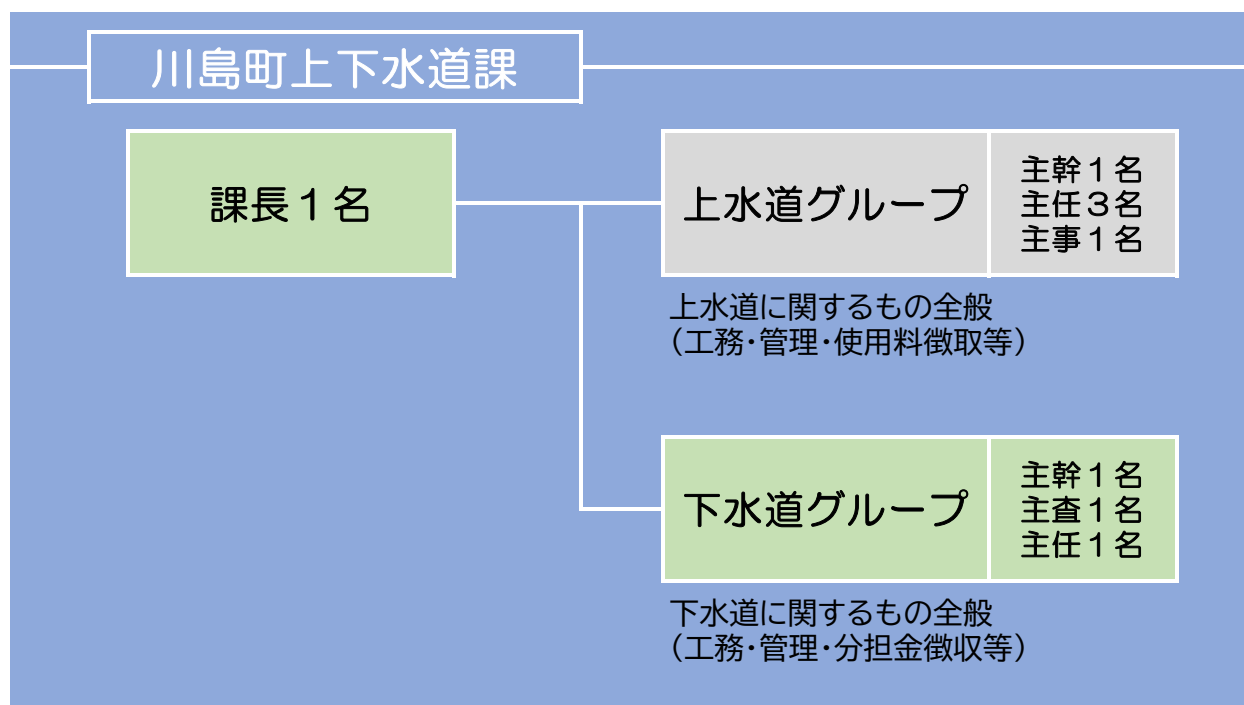 川島町上下水道課
課長１名
上水道グループ
主幹１名
主任３名
主事１名
上水道に関するもの全般
（工務・管理・使用料徴取等）
下水道グループ
主幹１名
主査１名
主任１名
下水道に関するもの全般
（工務・管理・分担金徴収等）